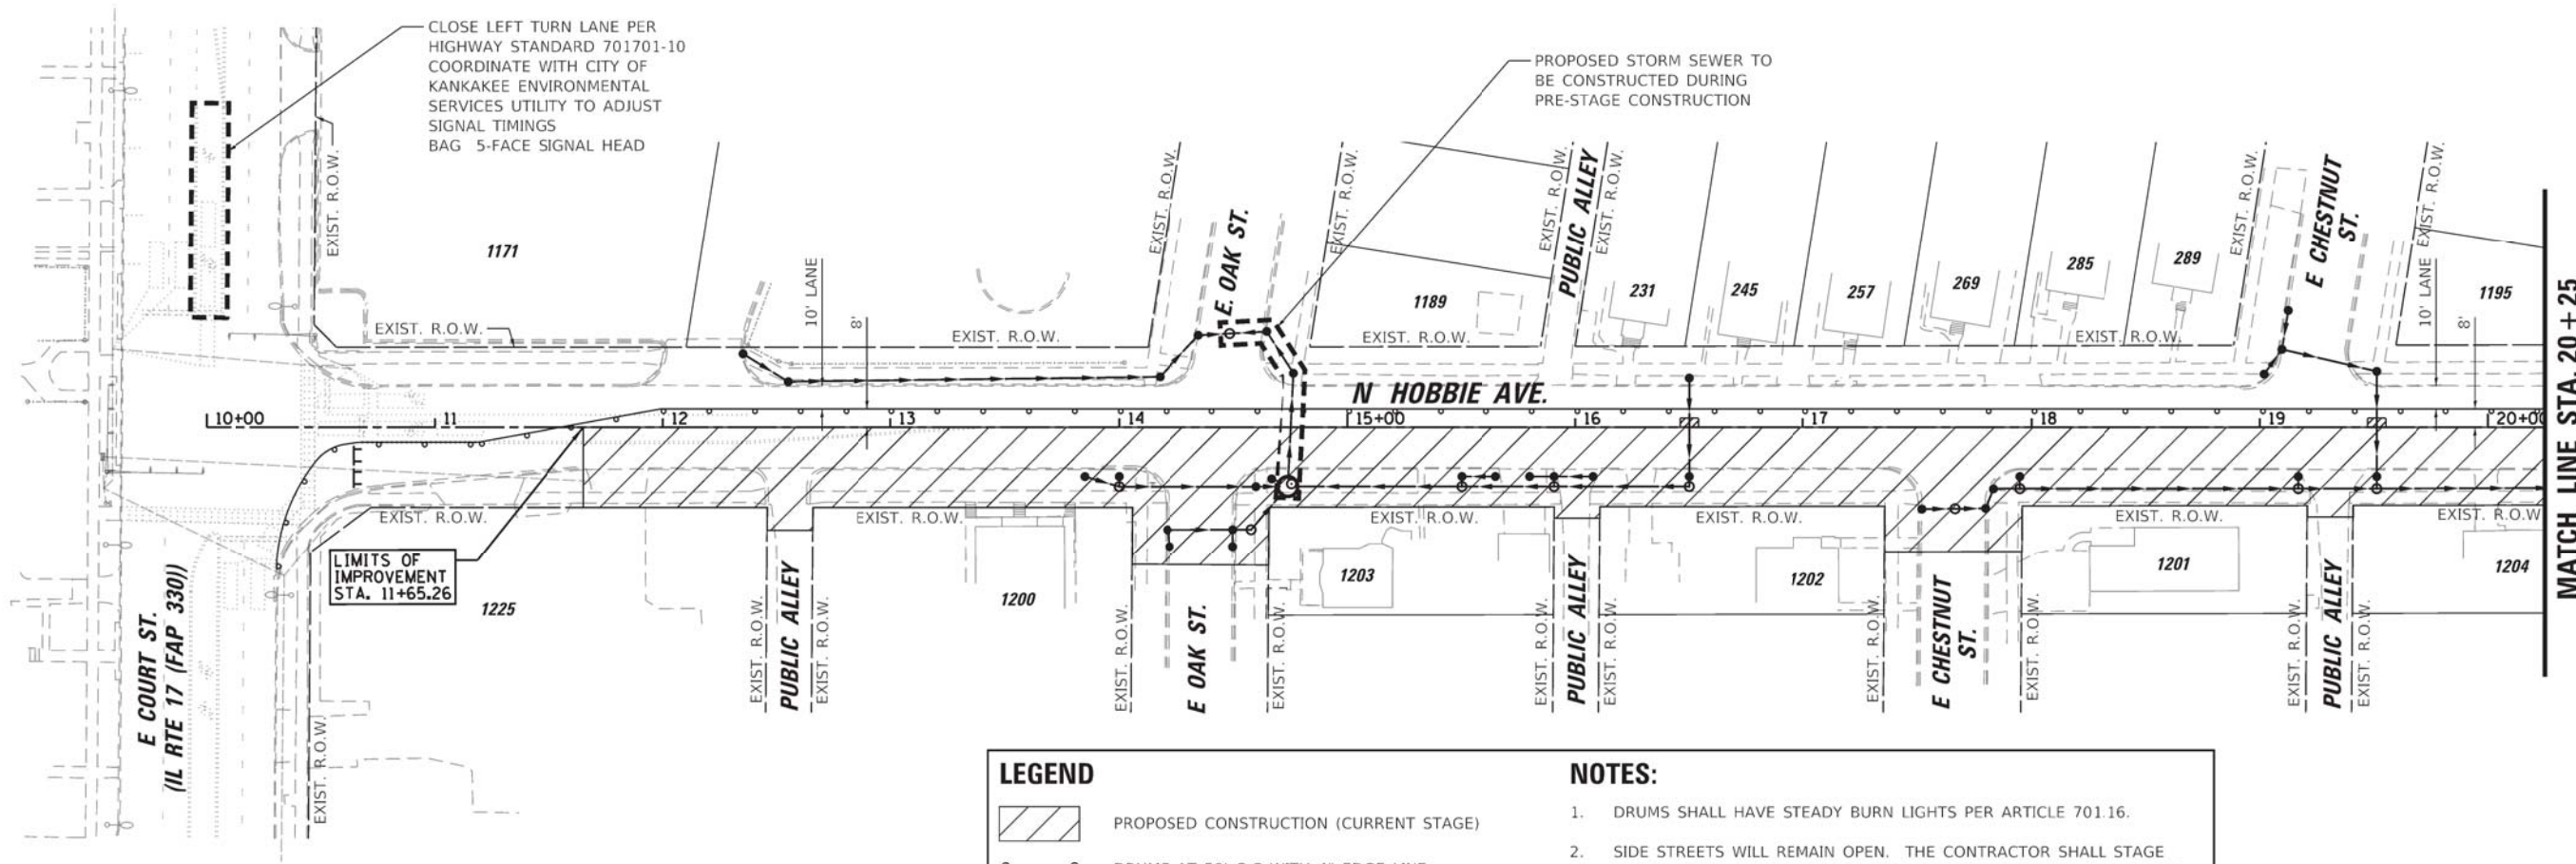 CLOSE LEFT TURN LANE PER
HIGHWAY STANDARD 701701-10
COORDINATE WITH CITY OF
KANKAKEE ENVIRONMENTAL
SERVICES UTILITY TO ADJUST
SIGNAL TIMINGS
BAG 5-FACE SIGNAL HEAD
PROPOSED STORM SEWER TO
BE CONSTRUCTED DURING
PRE-STAGE CONSTRUCTION
EXIST. R.O.W.
1171
EXIST. R.O.W.
10' LANE
8'
EXIST. R.O.W.
EXIST. R.O.W.
E. OAK ST.
EXIST. R.O.W.
1189
EXIST. R.O.W.
EXIST. R.O.W.
PUBLIC ALLEY
EXIST. R.O.W.
231
245
257
269
285
289
EXIST. R.O.W.
EXIST. R.O.W.
E CHESTNUT
ST.
EXIST. R.O.W.
10' LANE
8'
1195
MATCH LINE STA. 20+25
N HOBBIE AVE.
10+00
11
12
13
14
15+00
16
17
18
19
20+00
EXIST. R.O.W.
EXIST. R.O.W.
EXIST. R.O.W.
EXIST. R.O.W.
EXIST. R.O.W.
EXIST. R.O.W
LIMITS OF
IMPROVEMENT
STA. 11+65.26
1225
1200
1203
1202
1201
1204
E COURT ST.
(IL RTE 17 (FAP 330))
EXIST. R.O.W.
EXIST. R.O.W.
PUBLIC ALLEY
EXIST. R.O.W.
EXIST. R.O.W.
E OAK ST.
EXIST. R.O.W.
EXIST. R.O.W.
PUBLIC ALLEY
EXIST. R.O.W.
EXIST. R.O.W.
E CHESTNUT
ST.
EXIST. R.O.W.
EXIST. R.O.W.
PUBLIC ALLEY
EXIST. R.O.W.
LEGEND
PROPOSED CONSTRUCTION (CURRENT STAGE)
NOTES:
1. DRUMS SHALL HAVE STEADY BURN LIGHTS PER ARTICLE 701.16.
2. SIDE STREETS WILL REMAIN OPEN. THE CONTRACTOR SHALL STAGE